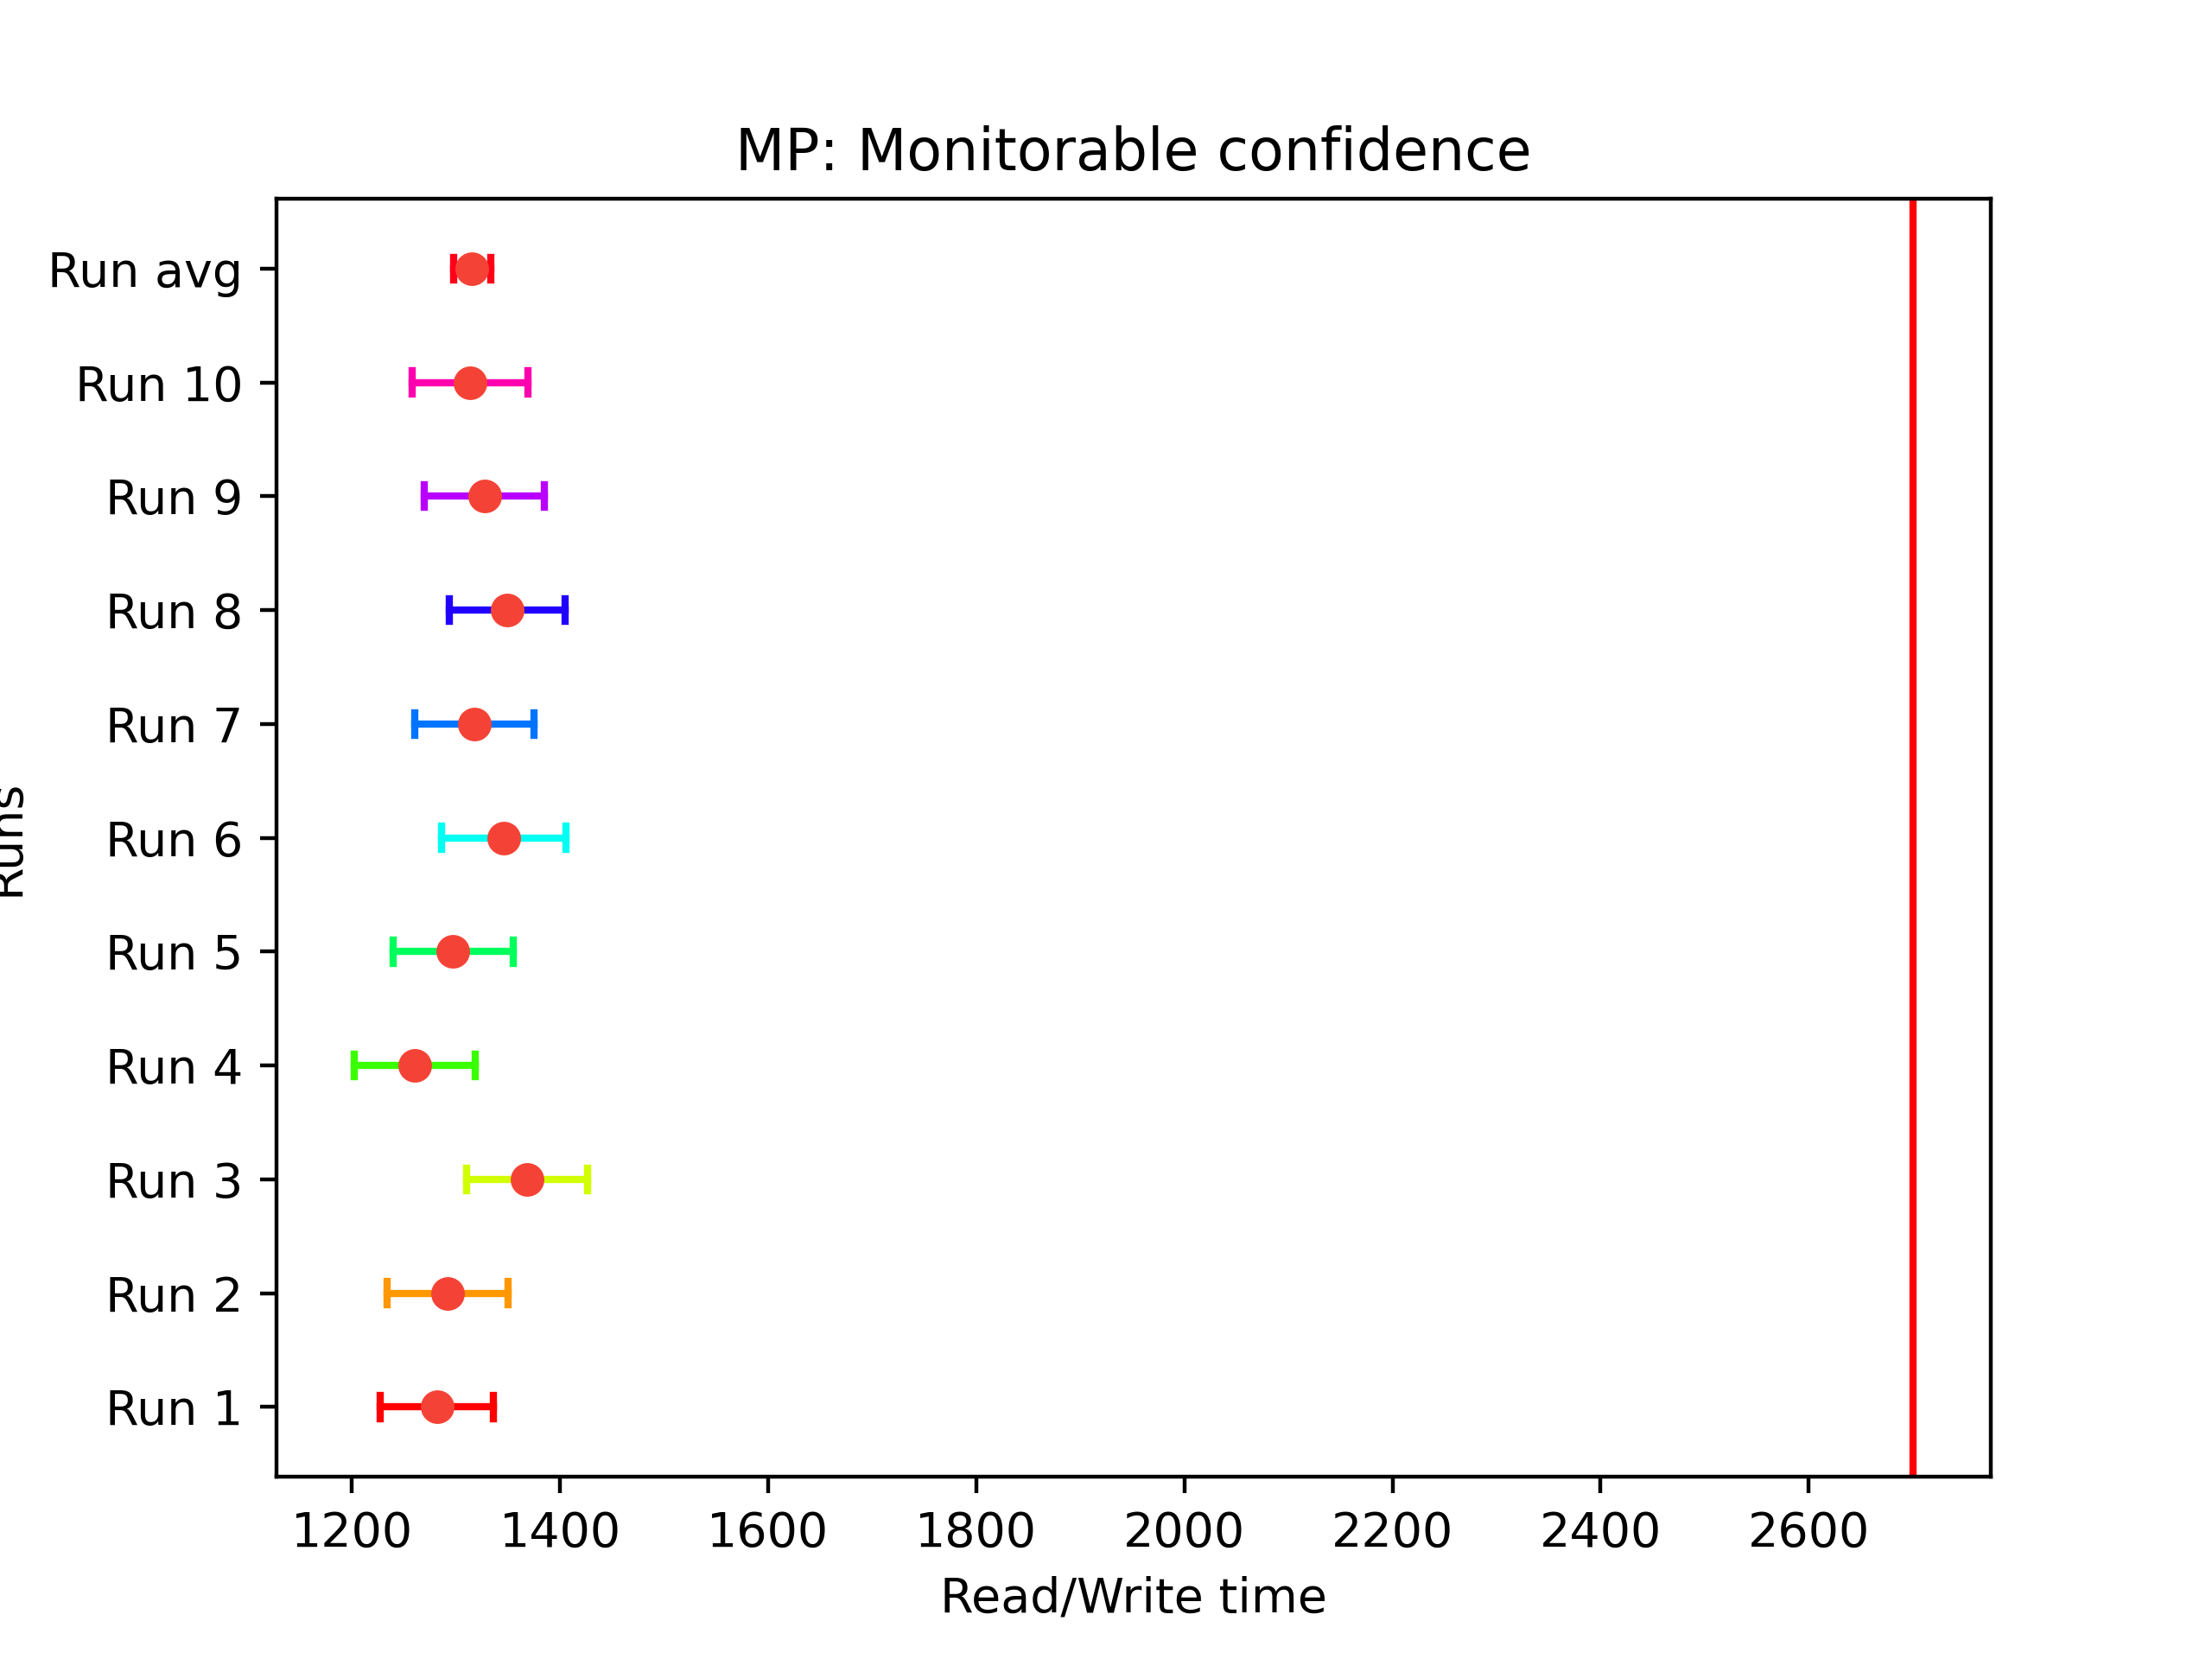 MP: Monitorable confidence
Run avg
Run 10
Run 9
Run 8
Run 7
Run 6
Run 5
Run 4
Run 3
Run 2
Run 1
Runs
1200 1400 1600 1800 2000 2200 2400 2600
Read/Write time